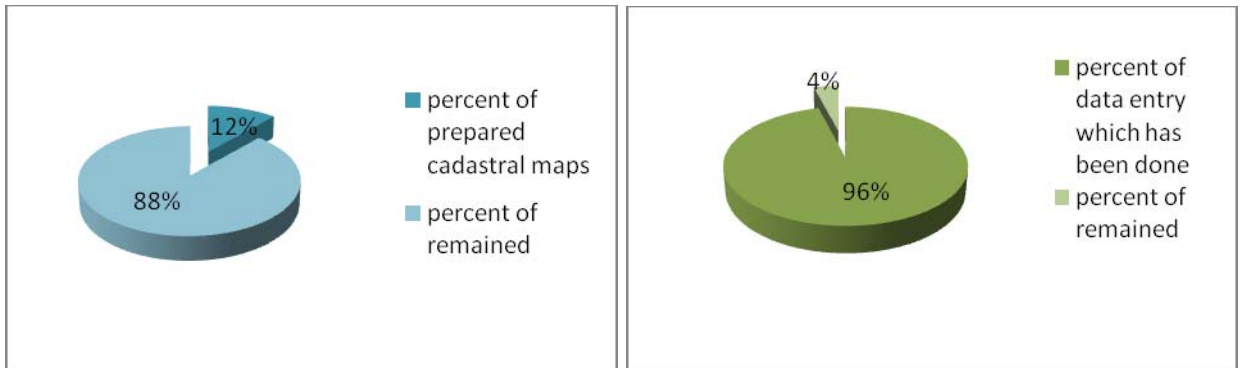 12%
88%
percent of
prepared
cadastral maps
percent of
remained
4%
96%
percent of
data entry
which has
been done
percent of
remained